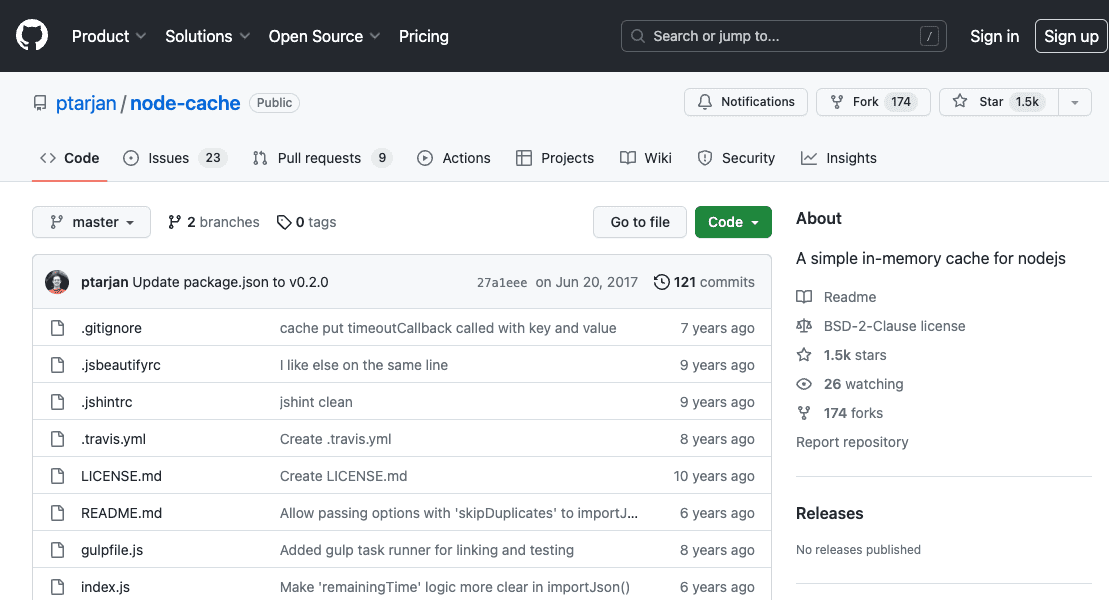 Product Solutions Open Source Pricing Search or jump to... / Sign in Sign up
ptarjan / node-cache Public Notifications Fork 174 Star 1.5k
Code Issues 23 Pull requests 9 Actions Projects Wiki Security Insights
master 2 branches 0 tags Go to file Code
ptarjan Update package.json to v0.2.0 27a1eee on Jun 20, 2017 121 commits
.gitignore cache put timeoutCallback called with key and value 7 years ago
.jsbeautifyrc I like else on the same line 9 years ago
.jshintrc jshint clean 9 years ago
.travis.yml Create .travis.yml 8 years ago
LICENSE.md Create LICENSE.md 10 years ago
README.md Allow passing options with 'skipDuplicates' to importJ... 6 years ago
gulpfile.js Added gulp task runner for linking and testing 8 years ago
index.js Make 'remainingTime' logic more clear in importJson() 6 years ago
About
A simple in-memory cache for nodejs
Readme
BSD-2-Clause license
1.5k stars
26 watching
174 forks
Report repository
Releases
No releases published